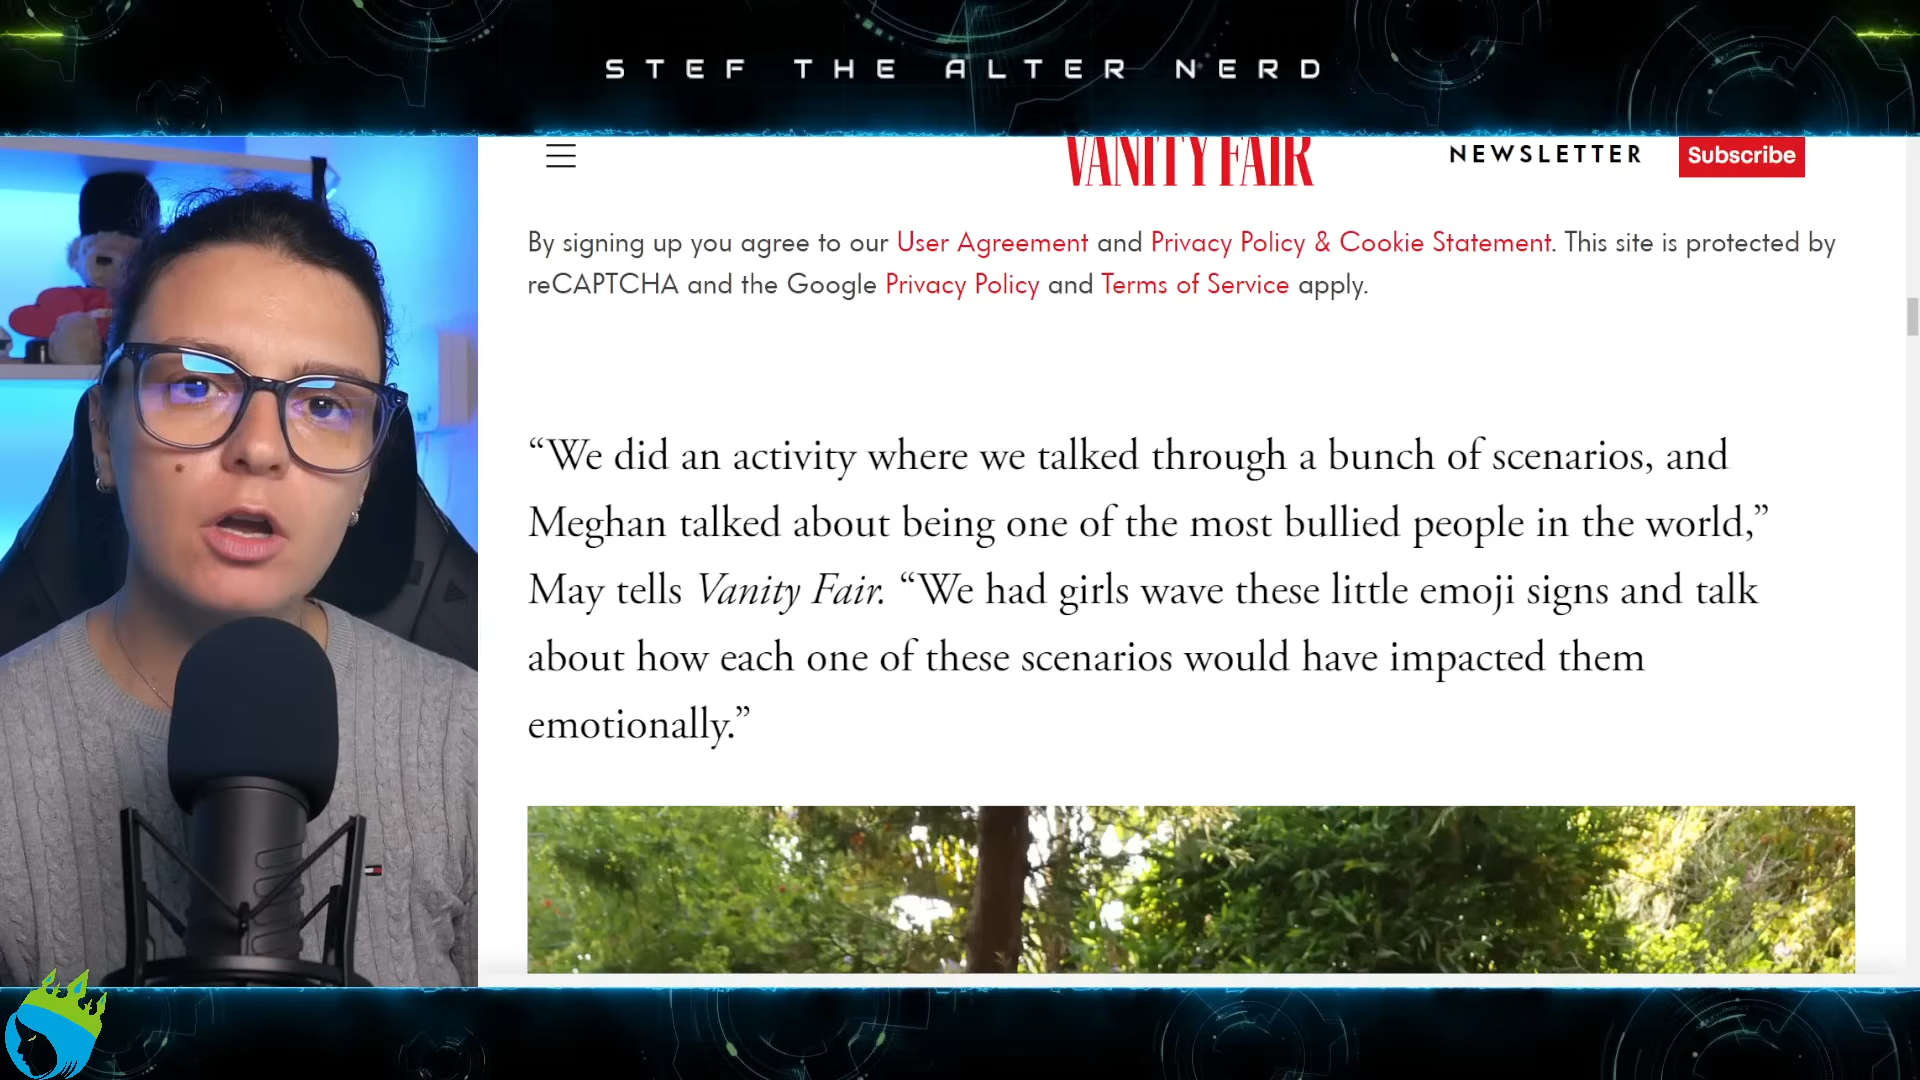 STEF THE ALTER NERD
VANITY FAIR
NEWSLETTER
Subscribe
By signing up you agree to our User Agreement and Privacy Policy & Cookie Statement. This site is protected by
reCAPTCHA and the Google Privacy Policy and Terms of Service apply.
“We did an activity where we talked through a bunch of scenarios, and
Meghan talked about being one of the most bullied people in the world,”
May tells Vanity Fair. “We had girls wave these little emoji signs and talk
about how each one of these scenarios would have impacted them
emotionally.”